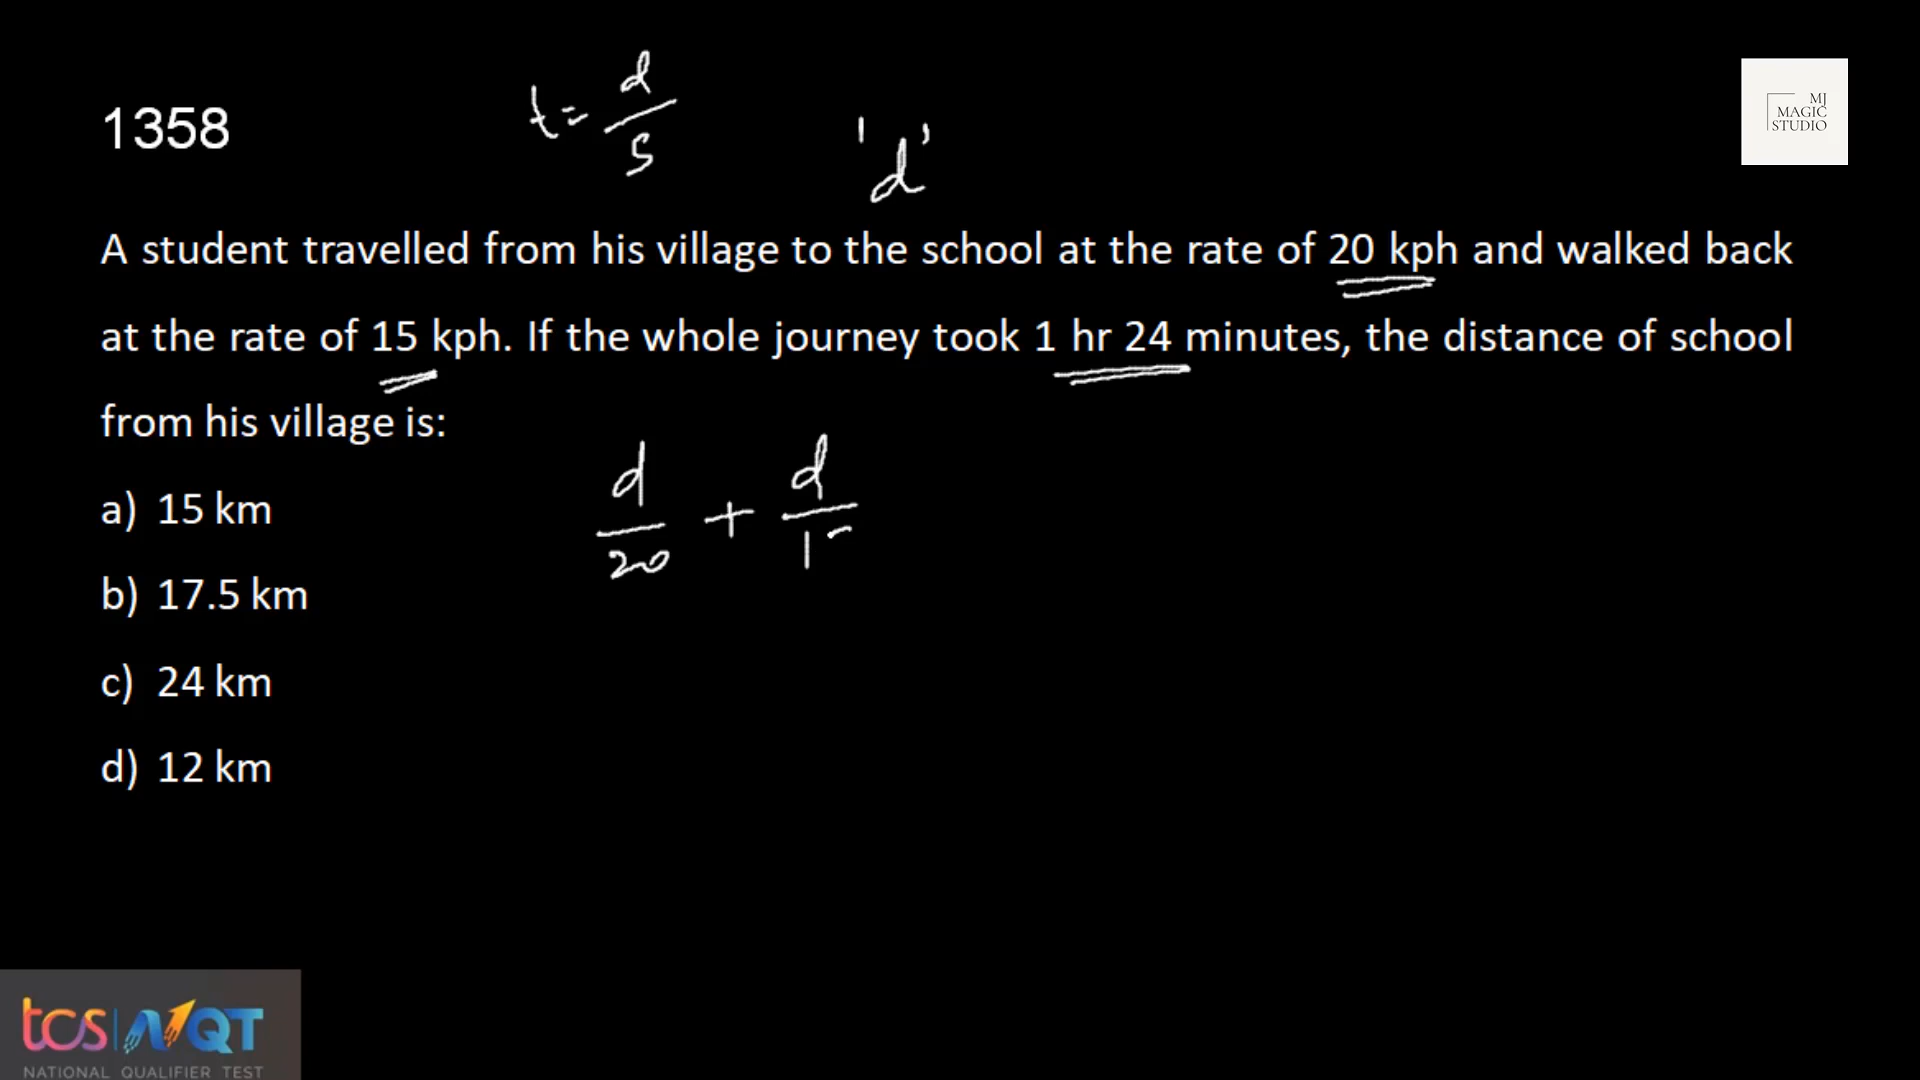 1358
t = d/s
'd'
MJ
MAGIC
STUDIO
A student travelled from his village to the school at the rate of 20 kph and walked back
at the rate of 15 kph. If the whole journey took 1 hr 24 minutes, the distance of school
from his village is:
d/20 + d/15
a) 15 km
b) 17.5 km
c) 24 km
d) 12 km
tcs NQT
NATIONAL QUALIFIER TEST